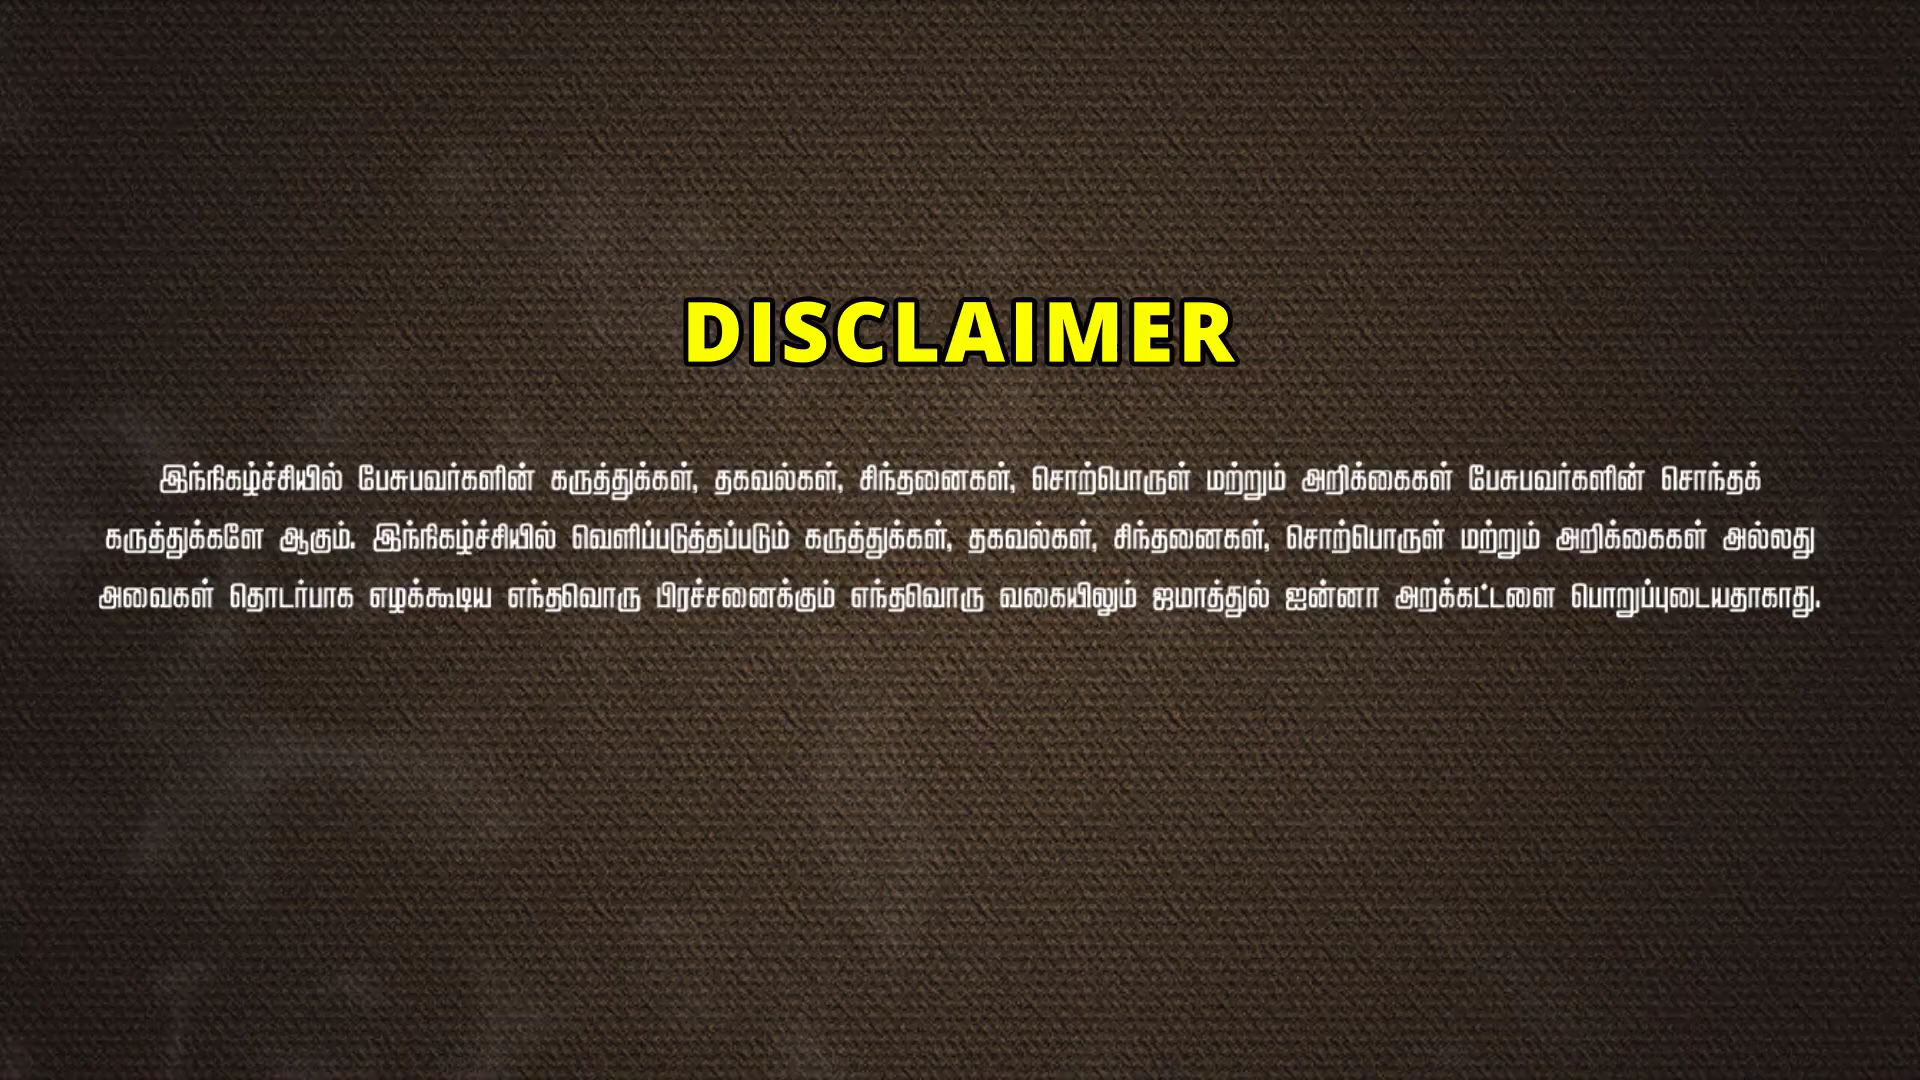 DISCLAIMER
இந்நிகழ்ச்சியில் பேசுபவர்களின் கருத்துக்கள், தகவல்கள், சிந்தனைகள், சொற்பொருள் மற்றும் அறிக்கைகள் பேசுபவர்களின் சொந்தக்
கருத்துக்களே ஆகும். இந்நிகழ்ச்சியில் வெளிப்படுத்தப்படும் கருத்துக்கள், தகவல்கள், சிந்தனைகள், சொற்பொருள் மற்றும் அறிக்கைகள் அல்லது
அவைகள் தொடர்பாக எழக்கூடிய எந்தவொரு பிரச்சனைக்கும் எந்தவொரு வகையிலும் ஜமாத்துல் ஐன்னா அறக்கட்டளை பொறுப்புடையதாகாது.